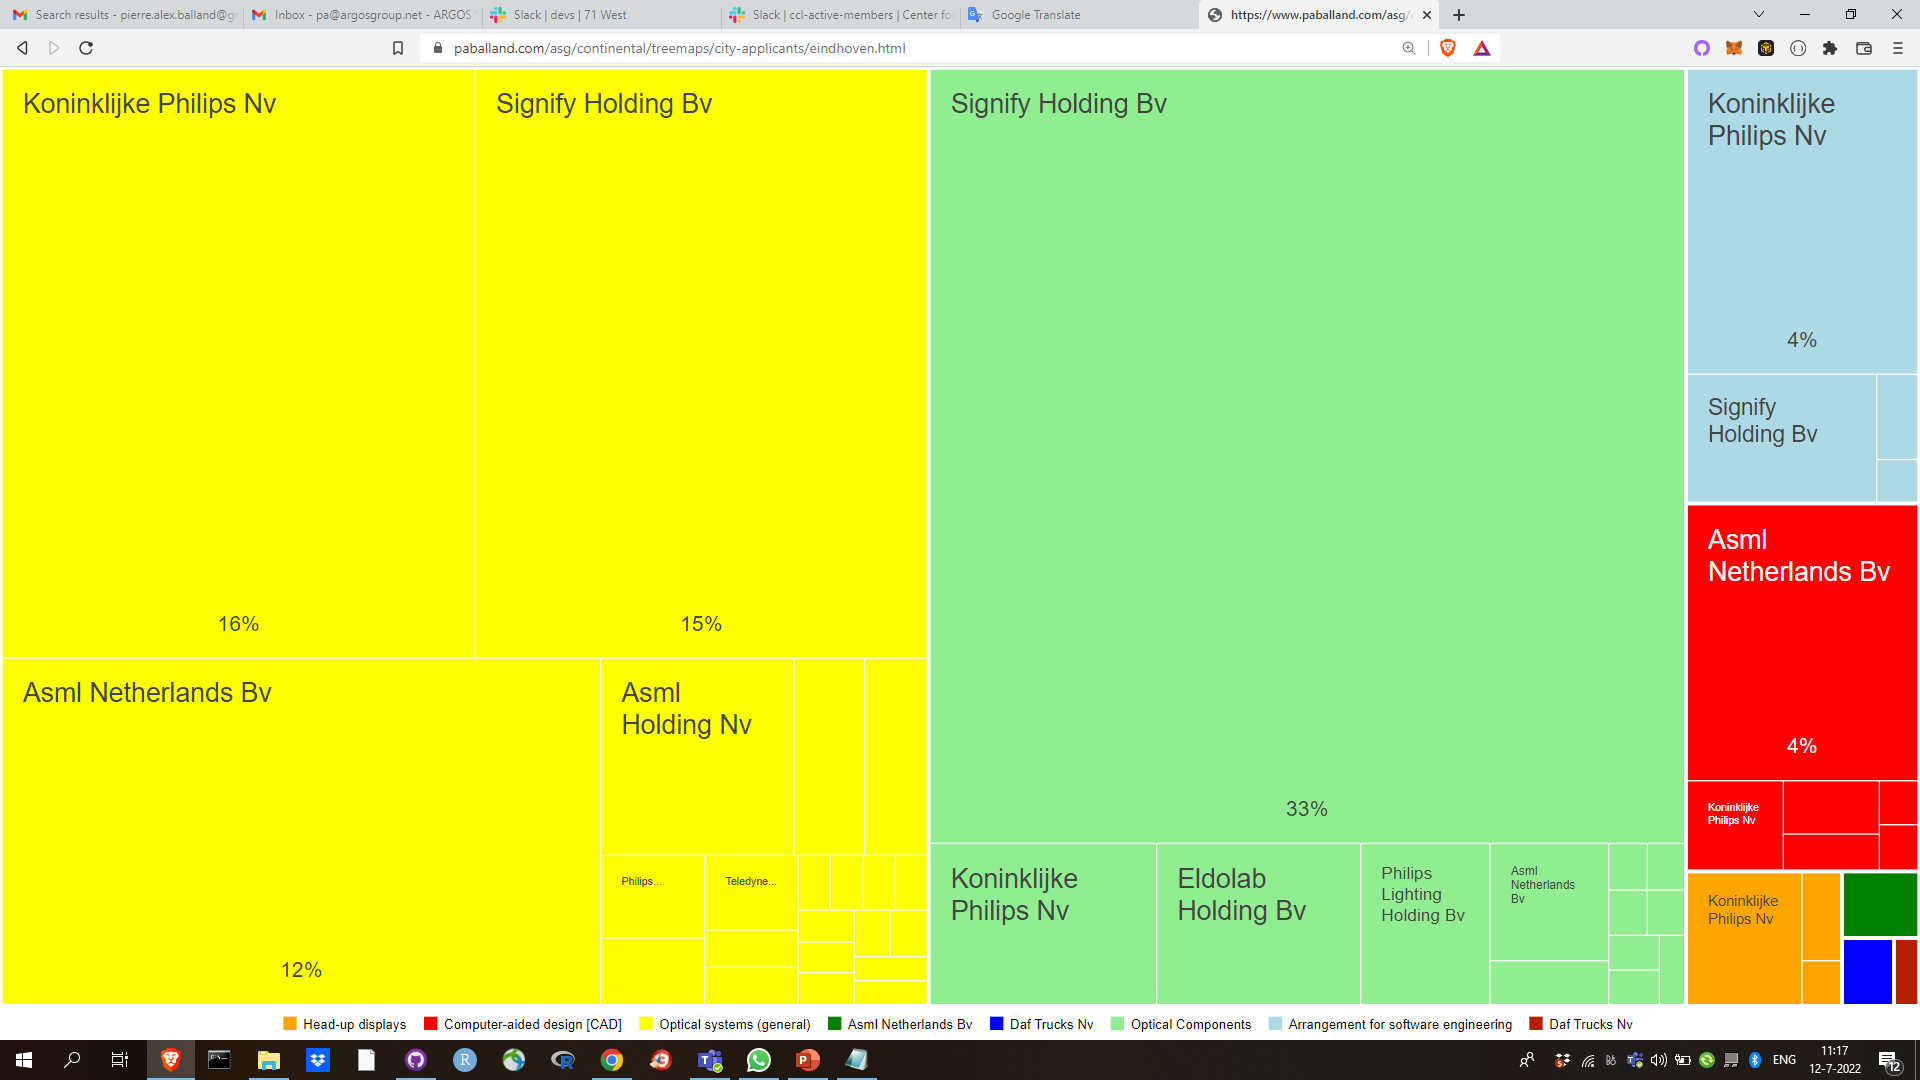 Search results - pierre.alex.balland@g
Inbox - pa@argosgroup.net - ARGOS
Slack | devs | 71 West
Slack | ccl-active-members | Center fo
Google Translate
https://www.paballand.com/asg/
paballand.com/asg/continental/treemaps/city-applicants/eindhoven.html
Koninklijke Philips Nv
16%
Signify Holding Bv
15%
Asml Netherlands Bv
12%
Asml
Holding Nv
Philips...
Teledyne...
Signify Holding Bv
33%
Koninklijke
Philips Nv
Eldolab
Holding Bv
Philips
Lighting
Holding Bv
Asml
Netherlands
Bv
Koninklijke
Philips Nv
4%
Signify
Holding Bv
Asml
Netherlands Bv
4%
Koninklijke
Philips Nv
Koninklijke
Philips Nv
Head-up displays
Computer-aided design [CAD]
Optical systems (general)
Asml Netherlands Bv
Daf Trucks Nv
Optical Components
Arrangement for software engineering
Daf Trucks Nv
ENG
11:17
12-7-2022
12